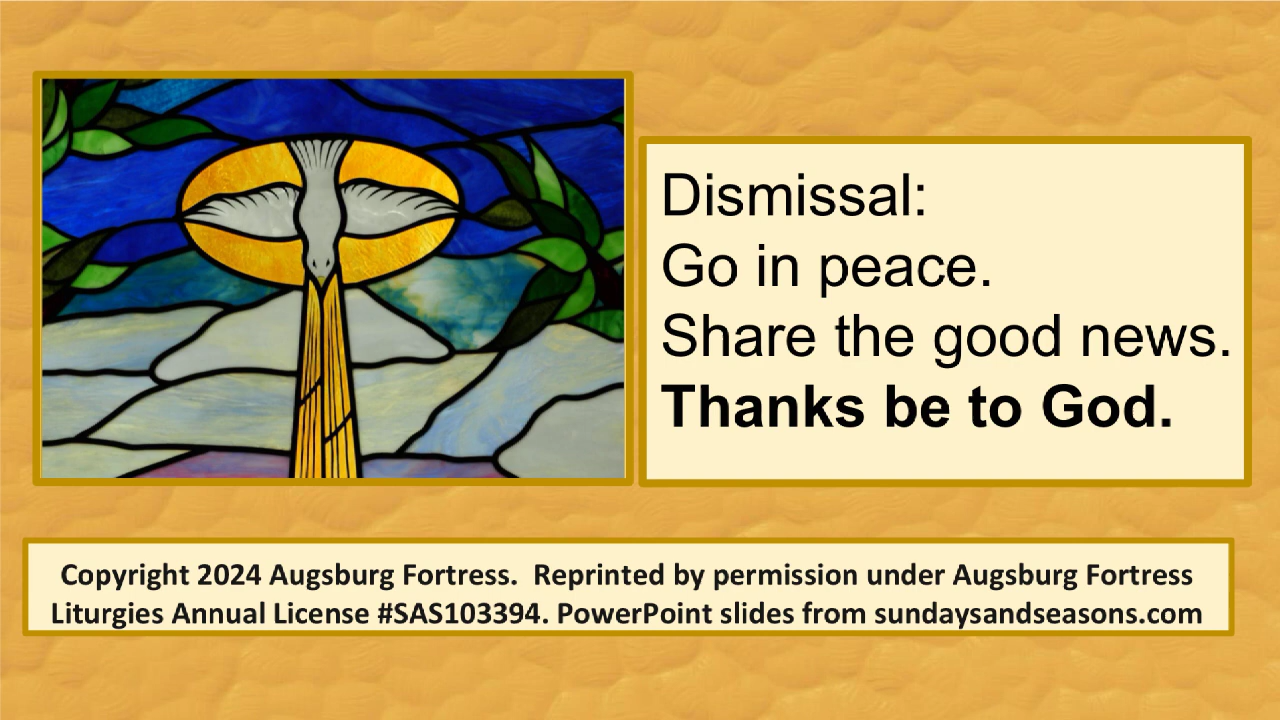 Dismissal:
Go in peace.
Share the good news.
Thanks be to God.
Copyright 2024 Augsburg Fortress.  Reprinted by permission under Augsburg Fortress
Liturgies Annual License #SAS103394. PowerPoint slides from sundaysandseasons.com